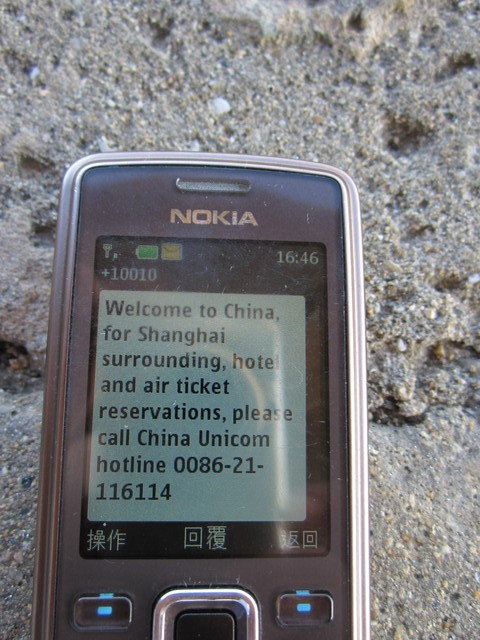 NOKIA
16:46
+10010
Welcome to China,
for Shanghai
surrounding, hotel
and air ticket
reservations, please
call China Unicom
hotline 0086-21-
116114
操作 回覆 返回